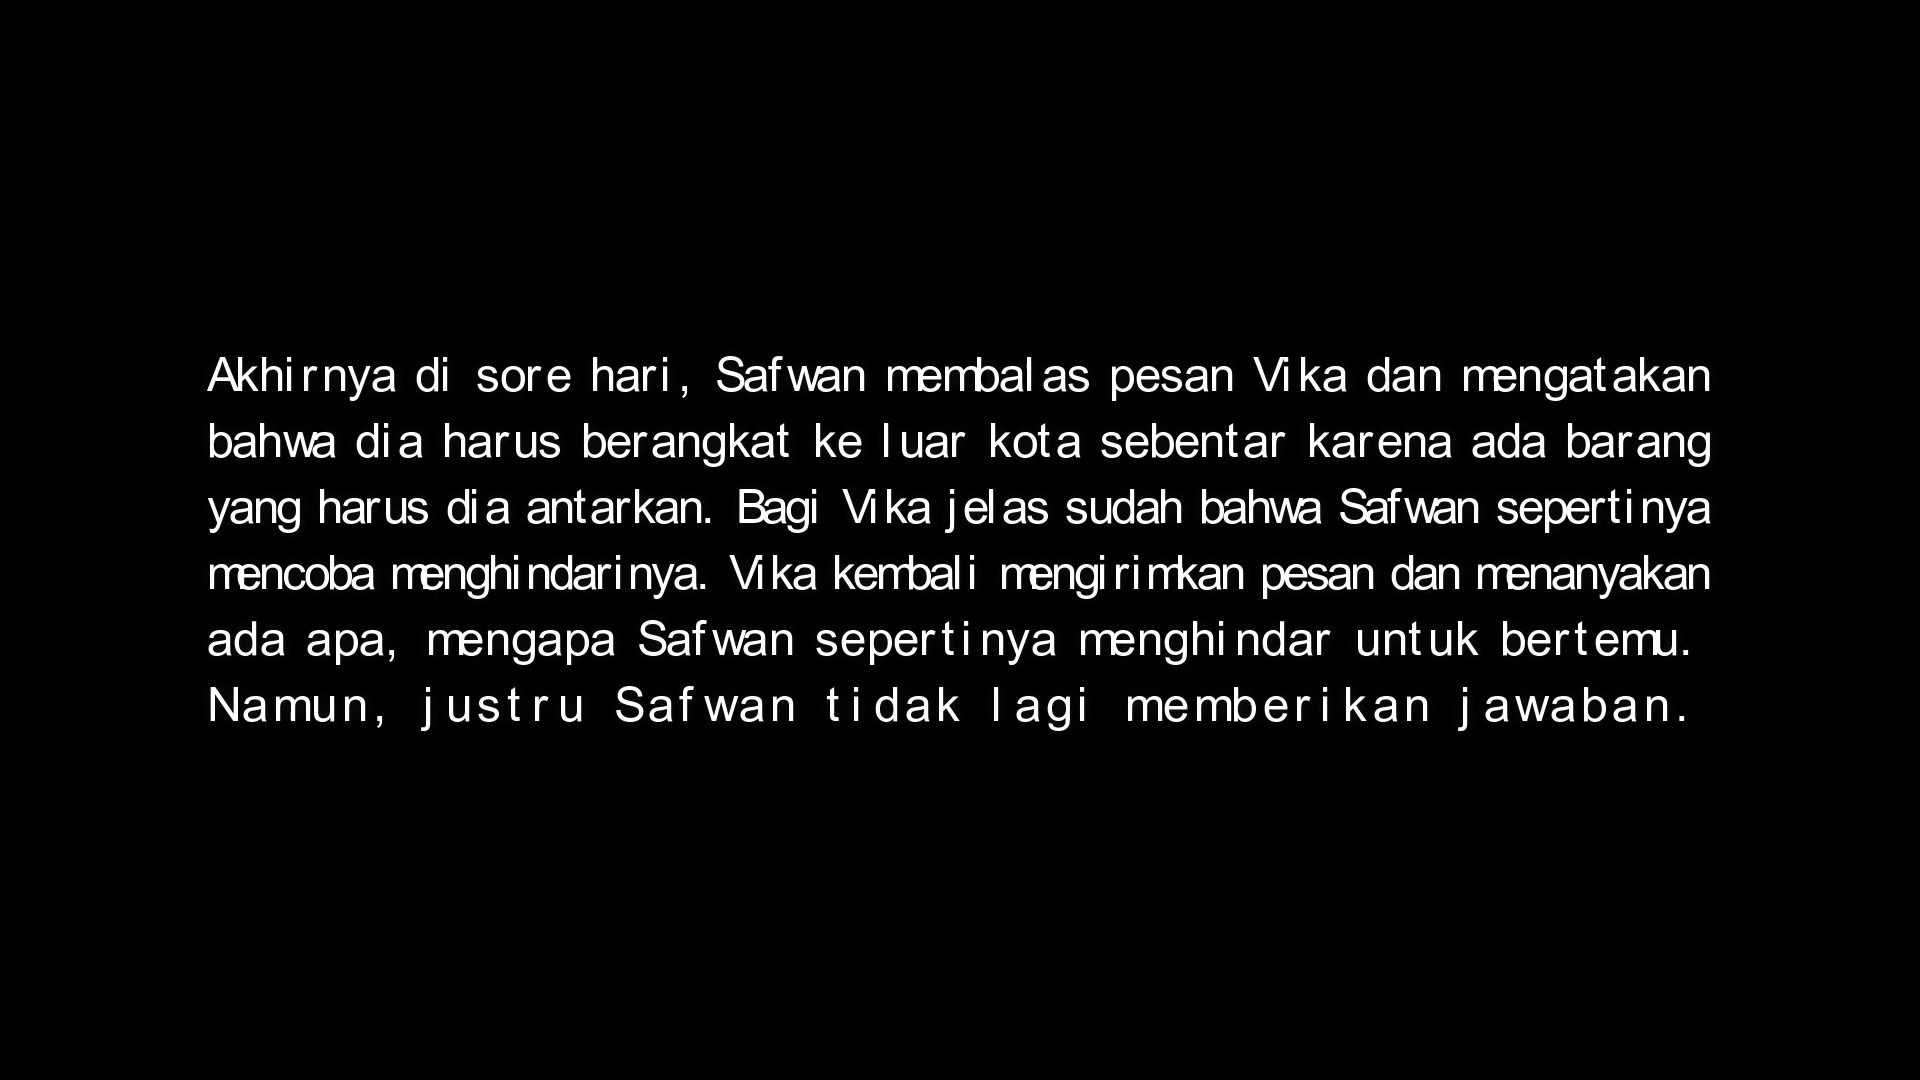 Akhirnya di sore hari, Safwan membalas pesan Vika dan mengatakan
bahwa dia harus berangkat ke luar kota sebentar karena ada barang
yang harus dia antarkan. Bagi Vika jelas sudah bahwa Safwan sepertinya
mencoba menghindarinya. Vika kembali mengirimkan pesan dan menanyakan
ada apa, mengapa Safwan sepertinya menghindar untuk bertemu.
Namun, justru Safwan tidak lagi memberikan jawaban.